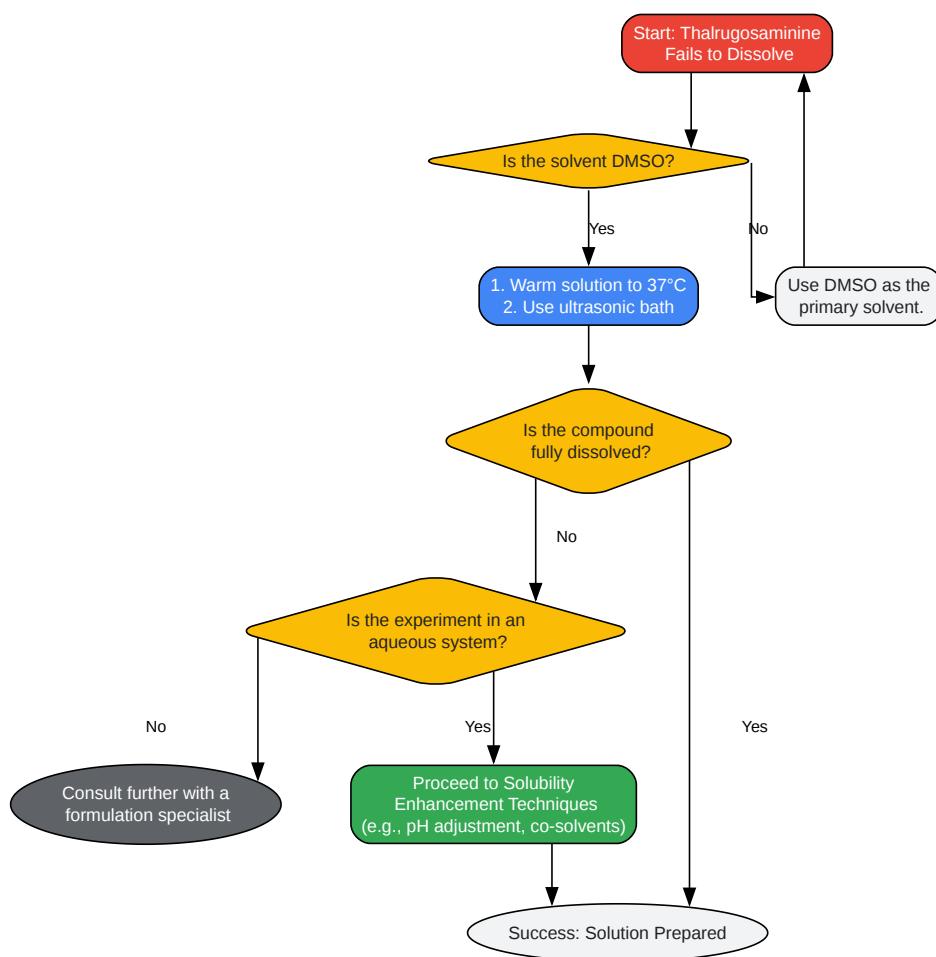 Start: Thalrugosaminine
Fails to Dissolve
Is the solvent DMSO?
Yes
No
1. Warm solution to 37°C
2. Use ultrasonic bath
Use DMSO as the
primary solvent.
Is the compound
fully dissolved?
No
Is the experiment in an
aqueous system?
No
Yes
Yes
Consult further with a
formulation specialist
Proceed to Solubility
Enhancement Techniques
(e.g., pH adjustment, co-solvents)
Success: Solution Prepared